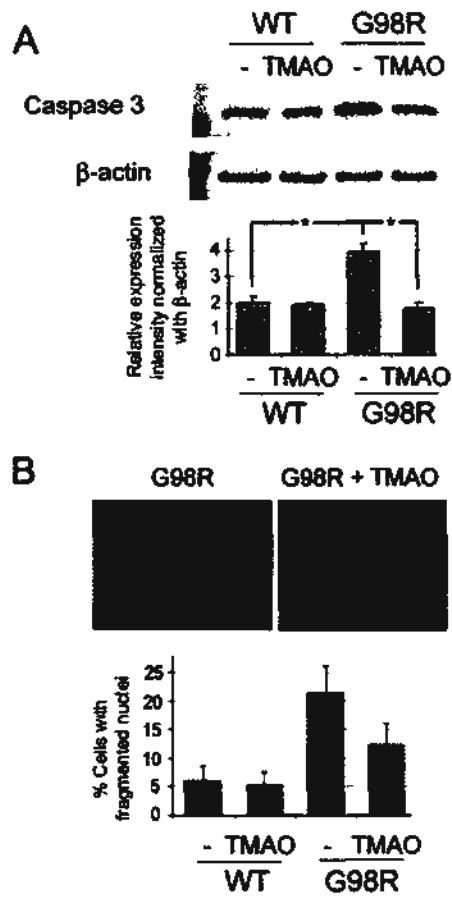 A
WT G98R
- TMAO - TMAO
Caspase 3
β-actin
Relative expression
intensity normalized
with β-actin
4
3
2
1
0
* *
- TMAO - TMAO
WT G98R
B
G98R G98R + TMAO
% Cells with
fragmented nuclei
25
20
15
10
5
0
- TMAO - TMAO
WT G98R